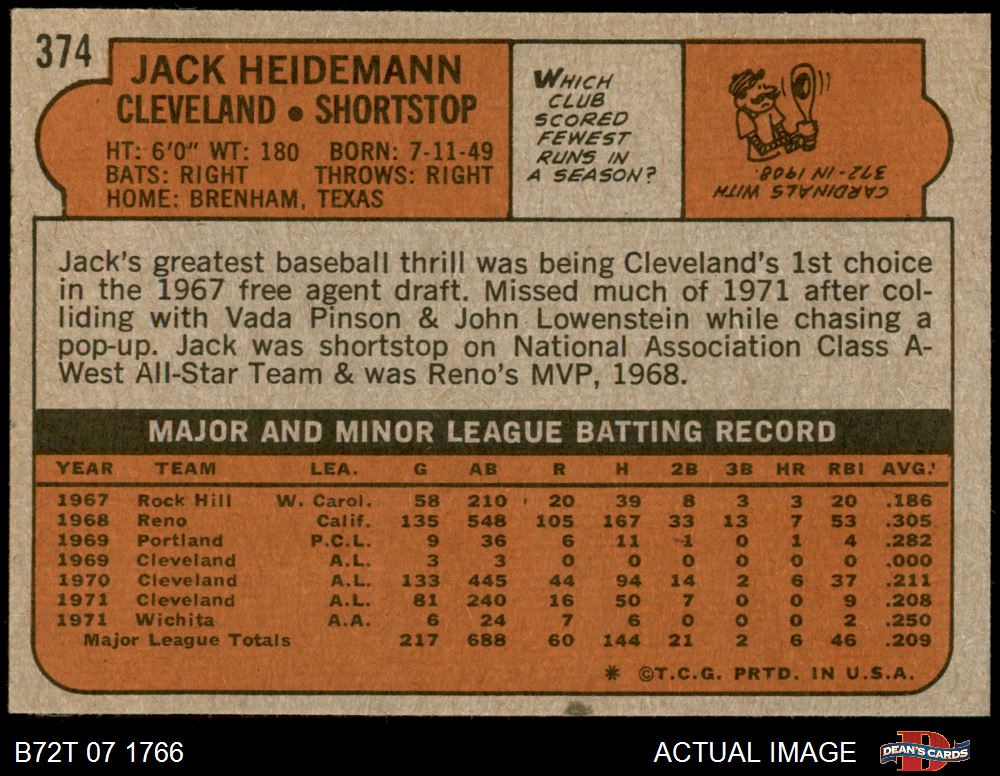 374
JACK HEIDEMANN
CLEVELAND • SHORTSTOP
HT: 6'0" WT: 180 BORN: 7-11-49
BATS: RIGHT THROWS: RIGHT
HOME: BRENHAM, TEXAS
WHICH
CLUB
SCORED
FEWEST
RUNS IN
A SEASON?
CARDINALS WITH
372-IN 1908.
Jack's greatest baseball thrill was being Cleveland's 1st choice
in the 1967 free agent draft. Missed much of 1971 after col-
liding with Vada Pinson & John Lowenstein while chasing a
pop-up. Jack was shortstop on National Association Class A-
West All-Star Team & was Reno's MVP, 1968.
MAJOR AND MINOR LEAGUE BATTING RECORD
YEAR TEAM LEA. G AB R H 2B 3B HR RBI AVG.
1967 Rock Hill W. Carol. 58 210 20 39 8 3 3 20 .186
1968 Reno Calif. 135 548 105 167 33 13 7 53 .305
1969 Portland P.C.L. 9 36 6 11 1 0 1 4 .282
1969 Cleveland A.L. 3 3 0 0 0 0 0 0 .000
1970 Cleveland A.L. 133 445 44 94 14 2 6 37 .211
1971 Cleveland A.L. 81 240 16 50 7 0 0 9 .208
1971 Wichita A.A. 6 24 7 6 0 0 0 2 .250
Major League Totals 217 688 60 144 21 2 6 46 .209
* ©T.C.G. PRTD. IN U.S.A.
B72T 07 1766 ACTUAL IMAGE DEAN'S CARDS